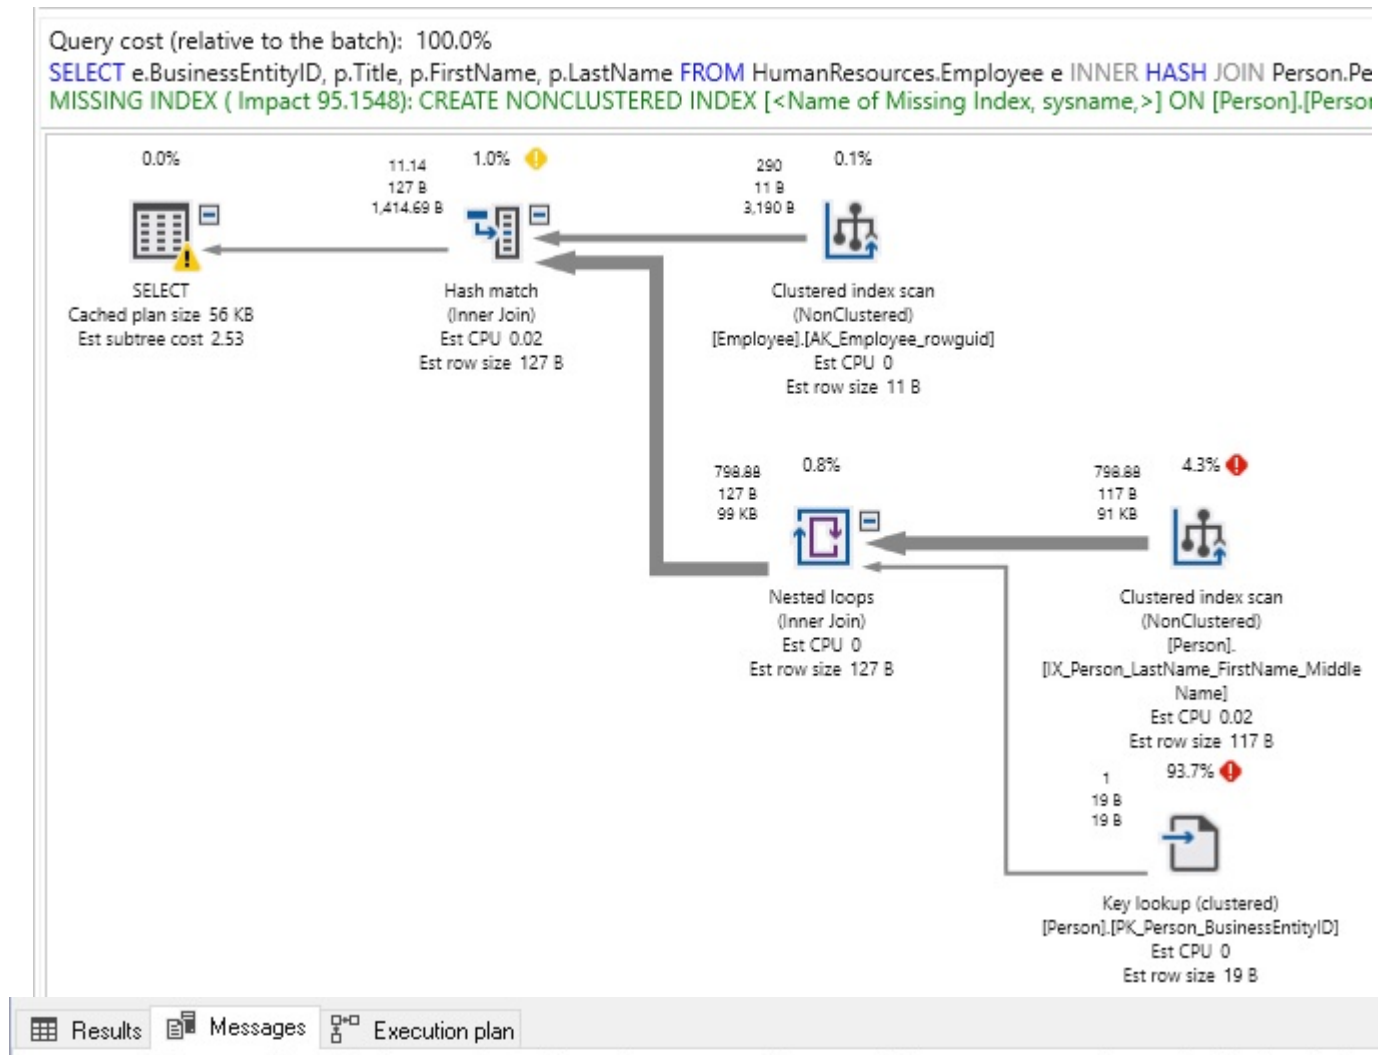 Query cost (relative to the batch): 100.0%
SELECT e.BusinessEntityID, p.Title, p.FirstName, p.LastName FROM HumanResources.Employee e INNER HASH JOIN Person.Pe
MISSING INDEX ( Impact 95.1548): CREATE NONCLUSTERED INDEX [<Name of Missing Index, sysname,>] ON [Person].[Perso
0.0%
11.14
127 B
1,414.69 B
1.0%
290
11 B
3,190 B
0.1%
SELECT
Cached plan size 56 KB
Est subtree cost 2.53
Hash match
(Inner Join)
Est CPU 0.02
Est row size 127 B
Clustered index scan
(NonClustered)
[Employee].[AK_Employee_rowguid]
Est CPU 0
Est row size 11 B
798.88
127 B
99 KB
0.8%
798.88
117 B
91 KB
4.3%
Nested loops
(Inner Join)
Est CPU 0
Est row size 127 B
Clustered index scan
(NonClustered)
[Person].
[IX_Person_LastName_FirstName_Middle
Name]
Est CPU 0.02
Est row size 117 B
1
19 B
19 B
93.7%
Key lookup (clustered)
[Person].[PK_Person_BusinessEntityID]
Est CPU 0
Est row size 19 B
Results Messages Execution plan